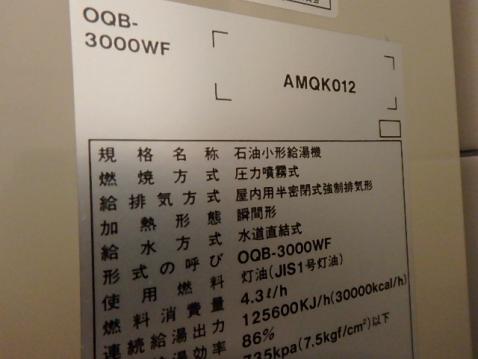 OQB-
3000WF
AMQK012
規格名称 石油小形給湯機
燃焼方式 圧力噴霧式
給排気方式 屋内用半密閉式強制排気形
加熱形態 瞬間形
給水方式 水道直結式
形式の呼び OQB-3000WF
使用燃料 灯油(JIS1号灯油)
燃料消費量 4.3ℓ/h
連続給湯出力 125600KJ/h(30000kcal/h)
給湯効率 86%
735kpa(7.5kgf/cm²)以下